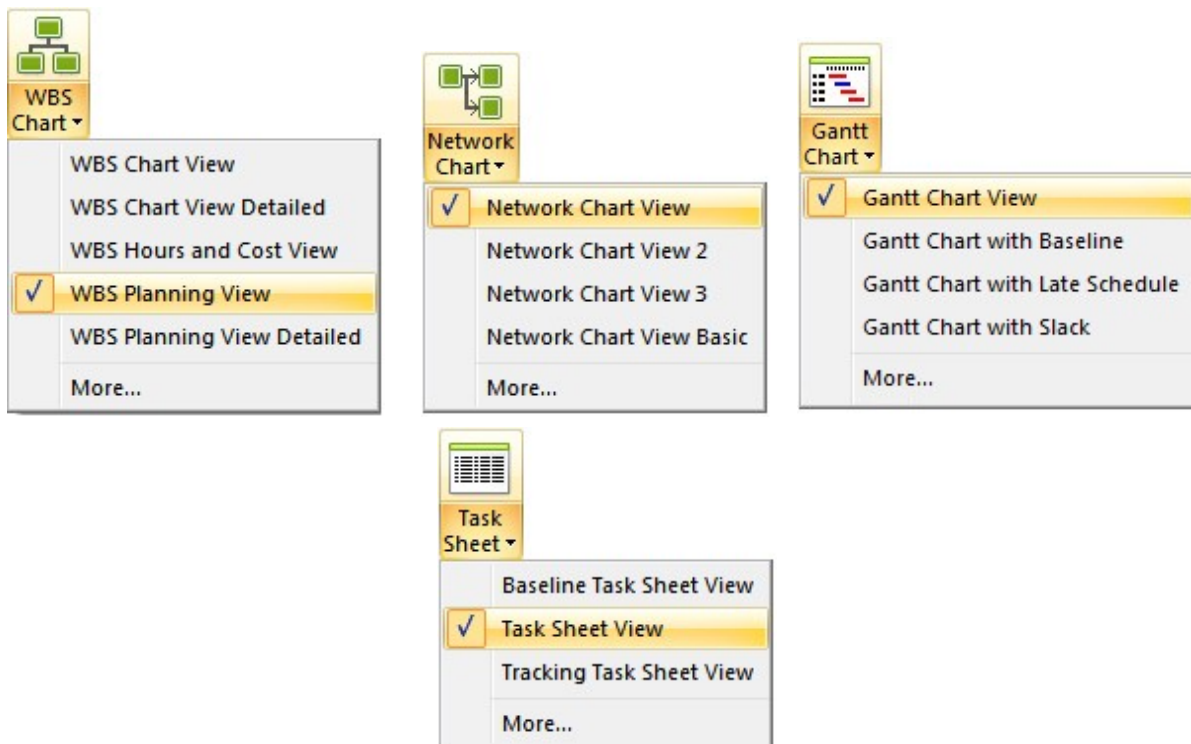 WBS
Chart
WBS Chart View
WBS Chart View Detailed
WBS Hours and Cost View
WBS Planning View
WBS Planning View Detailed
More...
Network
Chart
Network Chart View
Network Chart View 2
Network Chart View 3
Network Chart View Basic
More...
Gantt
Chart
Gantt Chart View
Gantt Chart with Baseline
Gantt Chart with Late Schedule
Gantt Chart with Slack
More...
Task
Sheet
Baseline Task Sheet View
Task Sheet View
Tracking Task Sheet View
More...